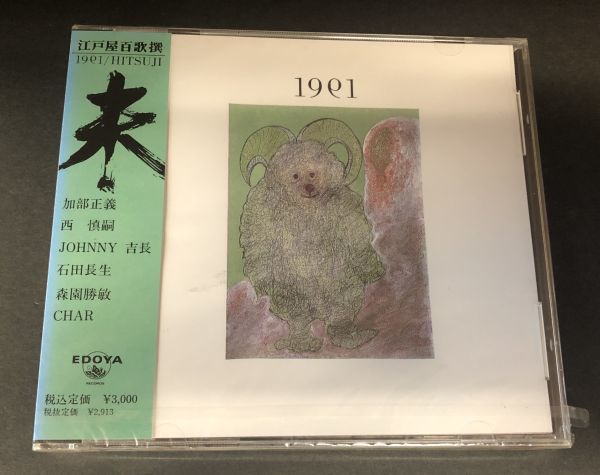 江戸屋百歌撰
1991/HITSUJI
未
加部正義
西 慎嗣
JOHNNY 吉長
石田長生
森園勝敏
CHAR
EDOYA
RECORDS
税込定価 ¥3,000
税抜定価 ¥2,913
1991